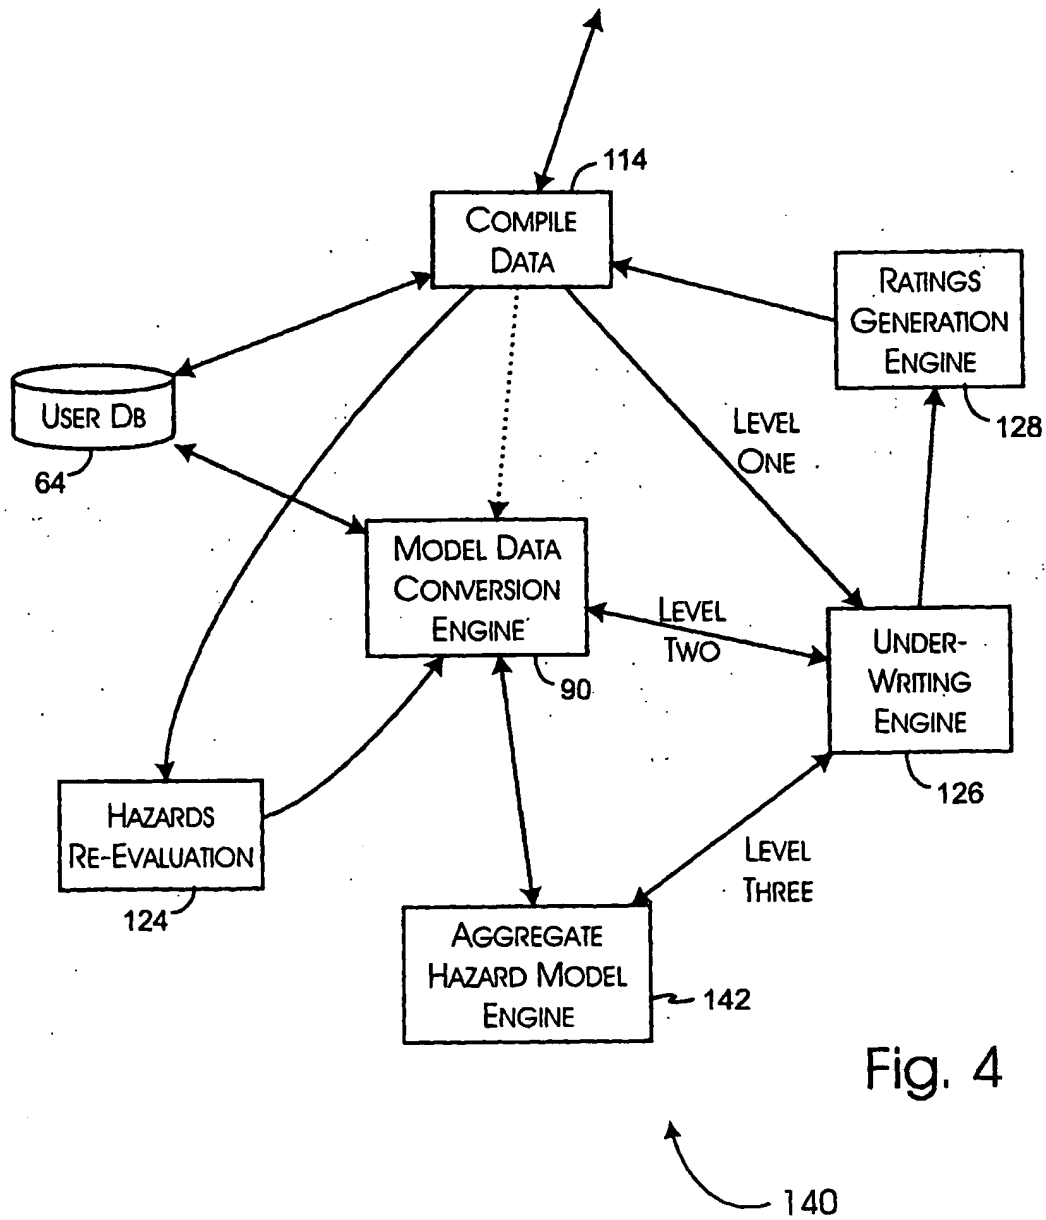 114
COMPILE
DATA
RATINGS
GENERATION
ENGINE
128
USER DB
64
LEVEL
ONE
MODEL DATA
CONVERSION
ENGINE
90
LEVEL
TWO
UNDER-
WRITING
ENGINE
126
HAZARDS
RE-EVALUATION
124
LEVEL
THREE
AGGREGATE
HAZARD MODEL
ENGINE
142
Fig. 4
140